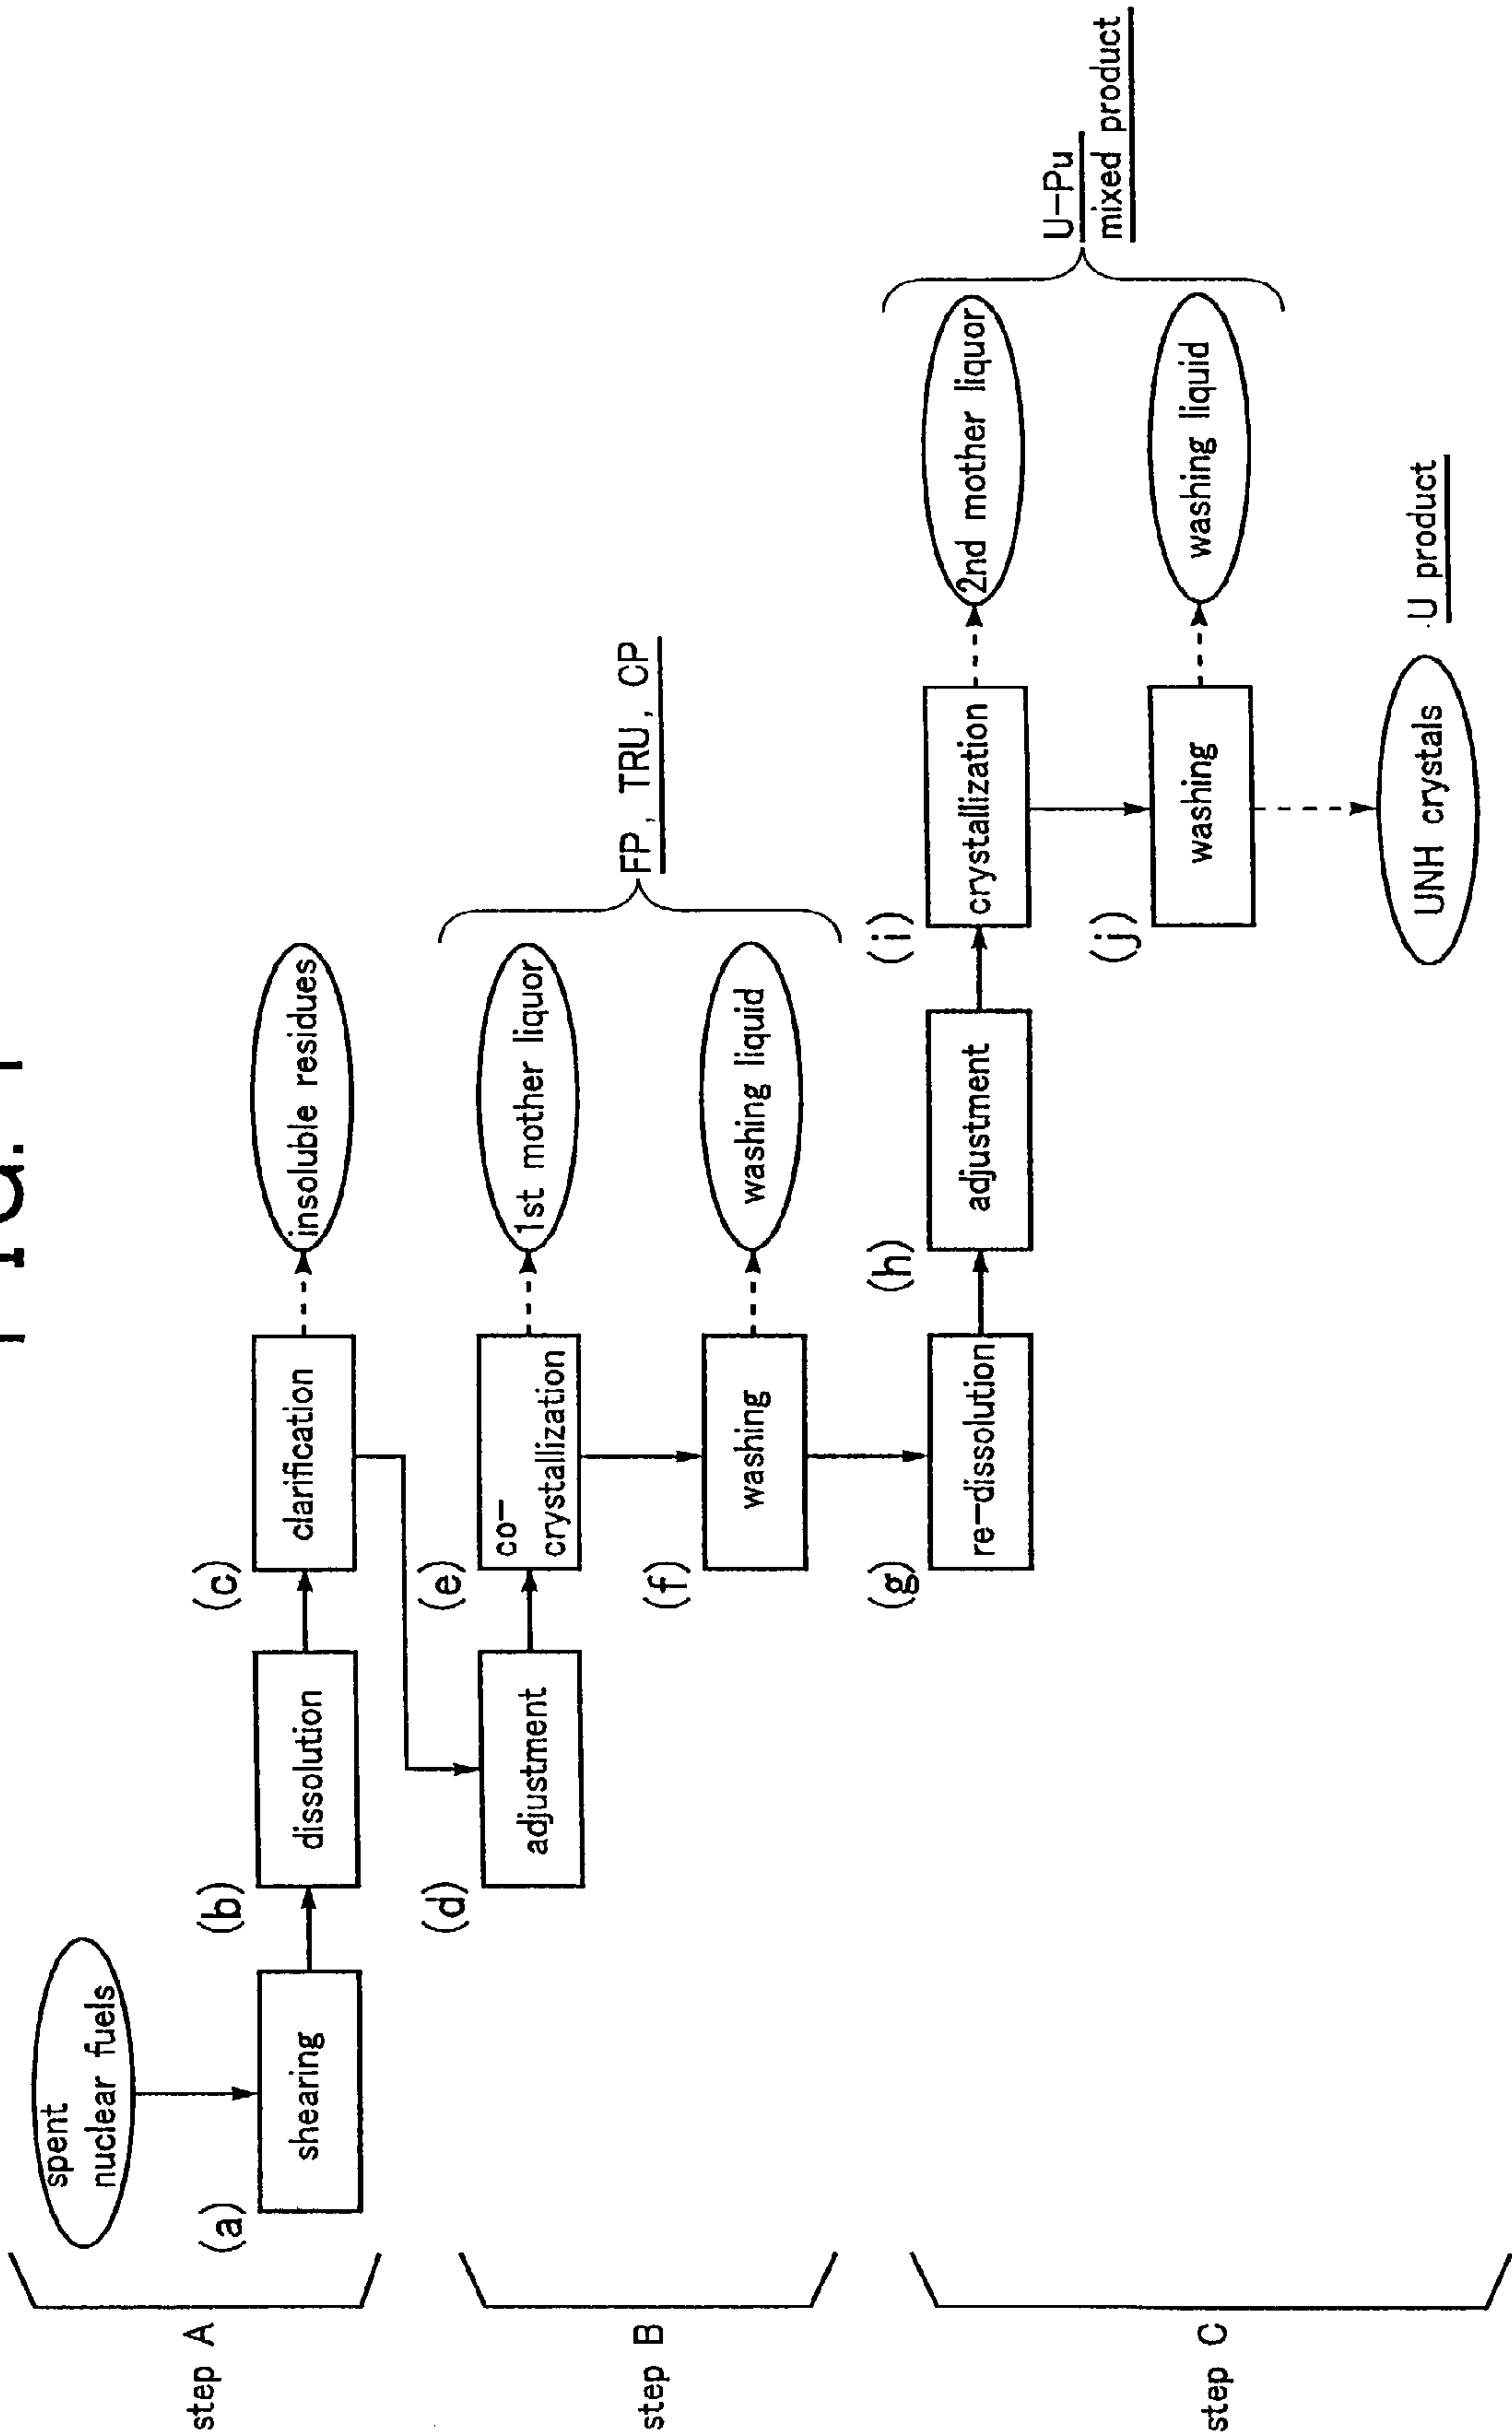 FIG. 1
step A
spent
nuclear fuels
(a)
shearing
(b)
dissolution
(c)
clarification
insoluble residues
step B
(d)
adjustment
(e)
co-
crystallization
1st mother liquor
(f)
washing
washing liquid
FP, TRU, CP
step C
(g)
re-dissolution
(h)
adjustment
(i)
crystallization
2nd mother liquor
(j)
washing
washing liquid
U-Pu
mixed product
UNH crystals
U product